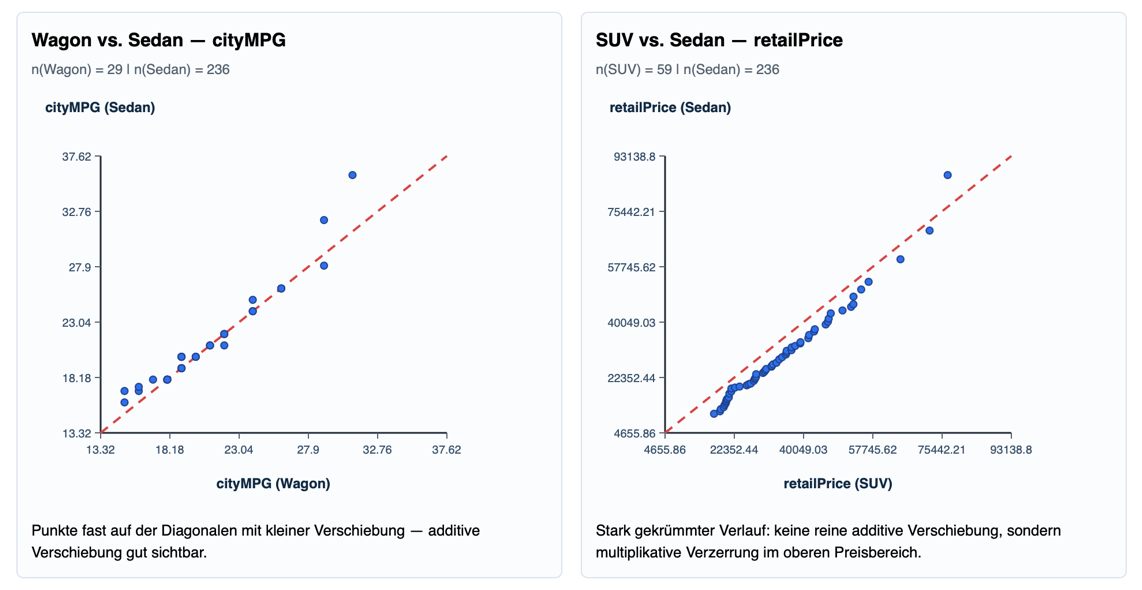 Wagon vs. Sedan — cityMPG
n(Wagon) = 29 | n(Sedan) = 236
cityMPG (Sedan)
37.62
32.76
27.9
23.04
18.18
13.32
13.32 18.18 23.04 27.9 32.76 37.62
cityMPG (Wagon)
Punkte fast auf der Diagonalen mit kleiner Verschiebung — additive
Verschiebung gut sichtbar.
SUV vs. Sedan — retailPrice
n(SUV) = 59 | n(Sedan) = 236
retailPrice (Sedan)
93138.8
75442.21
57745.62
40049.03
22352.44
4655.86
4655.86 22352.44 40049.03 57745.62 75442.21 93138.8
retailPrice (SUV)
Stark gekrümmter Verlauf: keine reine additive Verschiebung, sondern
multiplikative Verzerrung im oberen Preisbereich.